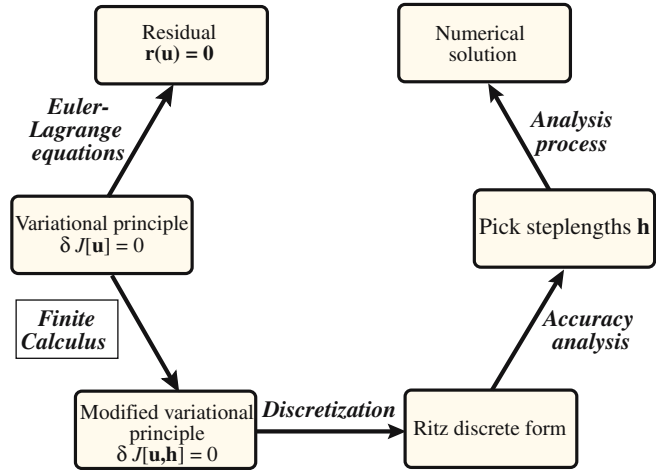 Residual
r(u) = 0
Numerical
solution
Euler-
Lagrange
equations
Analysis
process
Variational principle
δ J[u] = 0
Pick steplengths h
Finite
Calculus
Accuracy
analysis
Modified variational
principle
δ J[u,h] = 0
Discretization
Ritz discrete form